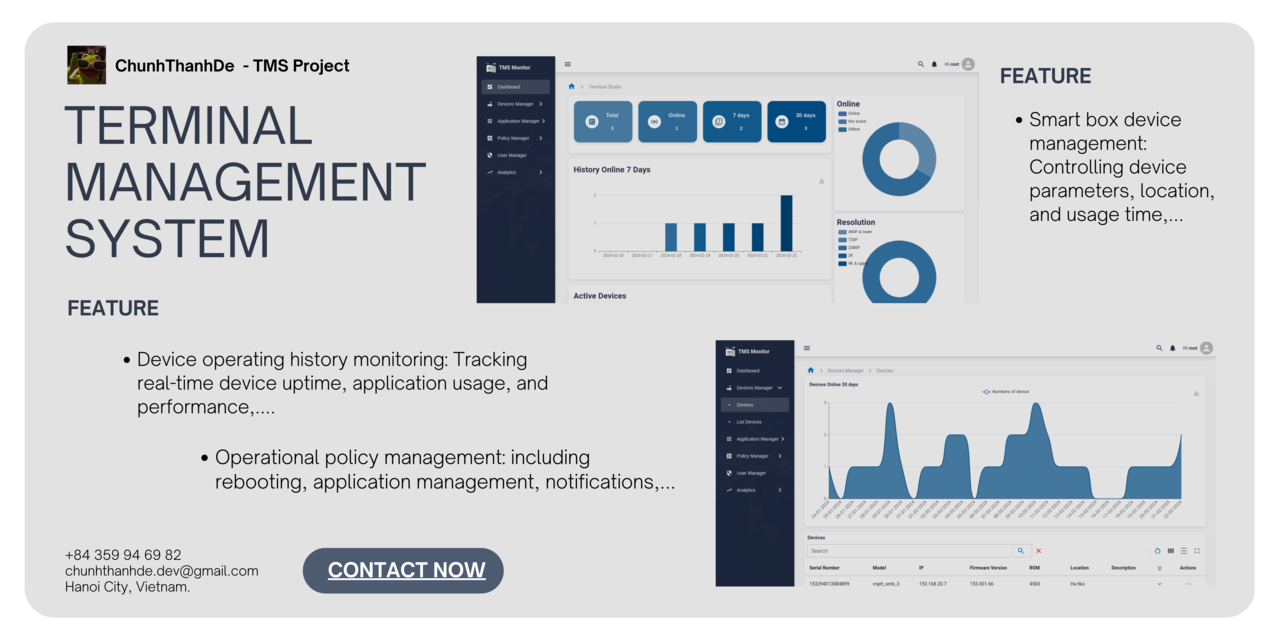 ChunhThanhDe - TMS Project
TERMINAL
MANAGEMENT
SYSTEM
FEATURE
• Device operating history monitoring: Tracking
real-time device uptime, application usage, and
performance,....
• Operational policy management: including
rebooting, application management, notifications,...
+84 359 94 69 82
chunhthanhde.dev@gmail.com
Hanoi City, Vietnam.
CONTACT NOW
TMS Monitor
Dashboard
Devices Manager
Application Manager
Policy Manager
User Manager
Analytics
Hi root
Terminal Studio
Total
3
Online
1
7 days
2
30 days
3
History Online 7 Days
2
1
0
2024-02-16 2024-02-17 2024-02-18 2024-02-19 2024-02-20 2024-02-21 2024-02-22
Active Devices
Online
Online
Not active
Offline
Resolution
480P & lower
720P
1080P
2K
FEATURE
• Smart box device
management:
Controlling device
parameters, location,
and usage time,...
TMS Monitor
Dashboard
Devices Manager
Devices
List Devices
Application Manager
Policy Manager
User Manager
Analytics
Hi root
Devices Manager Devices
Devices Online 30 days
Numbers of device
3
2
1
0
Devices
Search
Serial Number Model IP Firmware Version ROM Location Description Actions
153294013084899 vnptt_smb_3 192.168.20.7 153.001.66 4583 Ha Noi